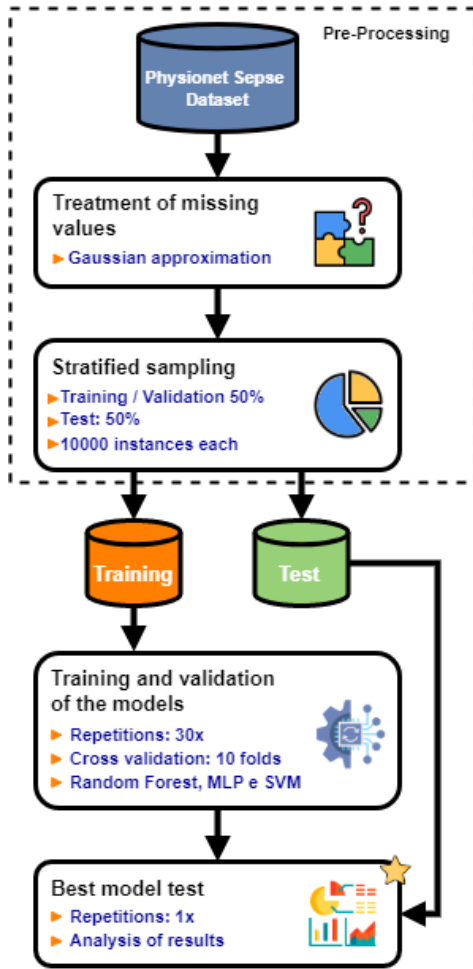 Pre-Processing
Physionet Sepse
Dataset
Treatment of missing
values
Gaussian approximation
?
Stratified sampling
Training / Validation 50%
Test: 50%
10000 instances each
Training
Test
Training and validation
of the models
Repetitions: 30x
Cross validation: 10 folds
Random Forest, MLP e SVM
Best model test
Repetitions: 1x
Analysis of results